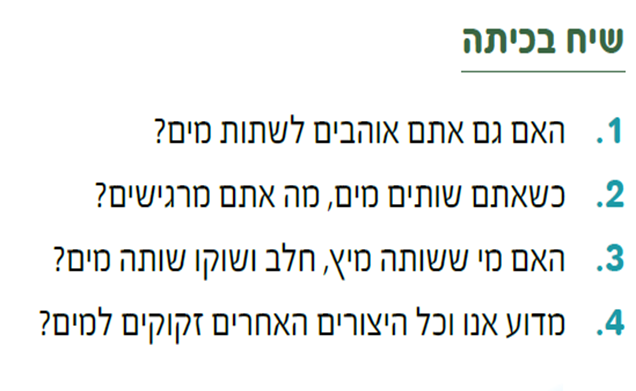 שיח בכיתה
1. האם גם אתם אוהבים לשתות מים?
2. כשאתם שותים מים, מה אתם מרגישים?
3. האם מי ששותה מיץ, חלב ושוקו שותה מים?
4. מדוע אנו וכל היצורים האחרים זקוקים למים?